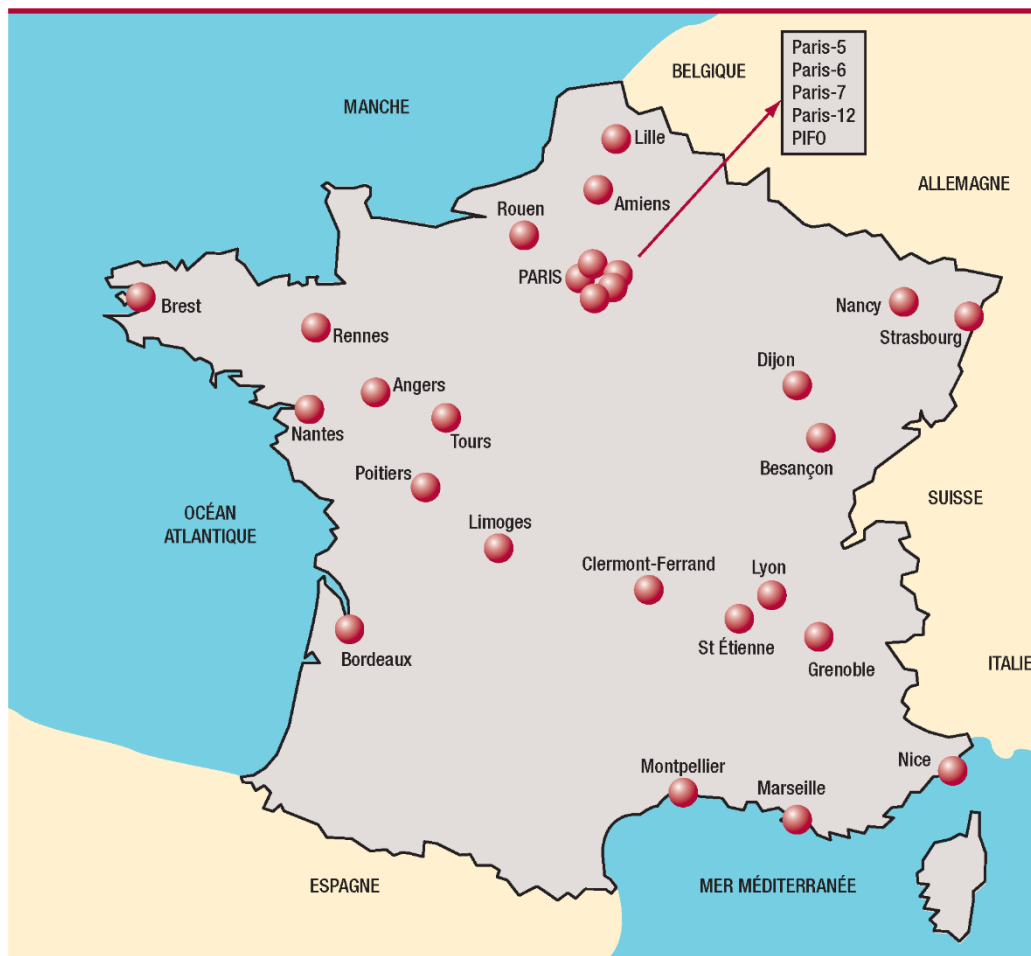 Paris-5
Paris-6
Paris-7
Paris-12
PIFO
BELGIQUE
MANCHE
Lille
ALLEMAGNE
Amiens
Rouen
PARIS
Brest
Nancy
Rennes
Strasbourg
Dijon
Angers
Nantes
Tours
Besançon
Poitiers
SUISSE
OCÉAN
ATLANTIQUE
Limoges
Clermont-Ferrand
Lyon
St Étienne
Bordeaux
Grenoble
ITALIE
Nice
Montpellier
Marseille
ESPAGNE
MER MÉDITERRANÉE